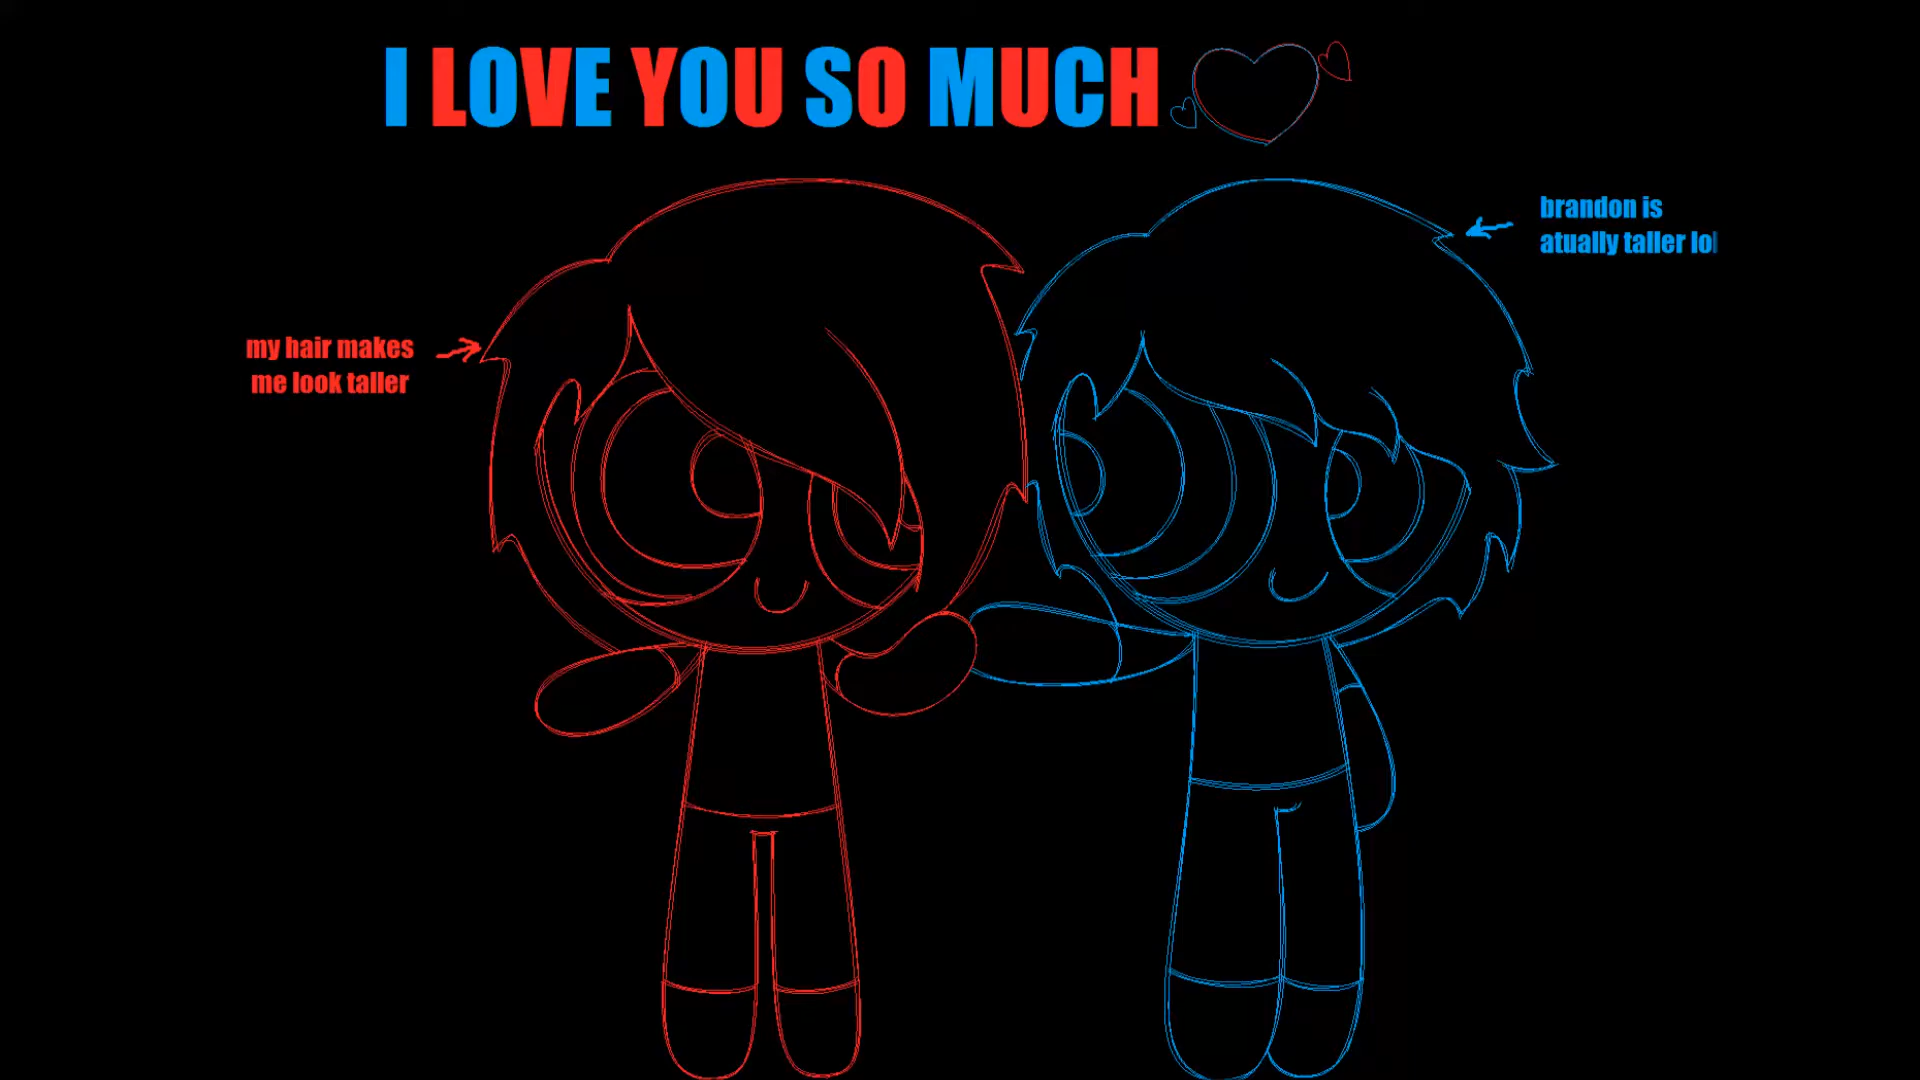 I LOVE YOU SO MUCH
brandon is
atually taller lol
my hair makes
me look taller